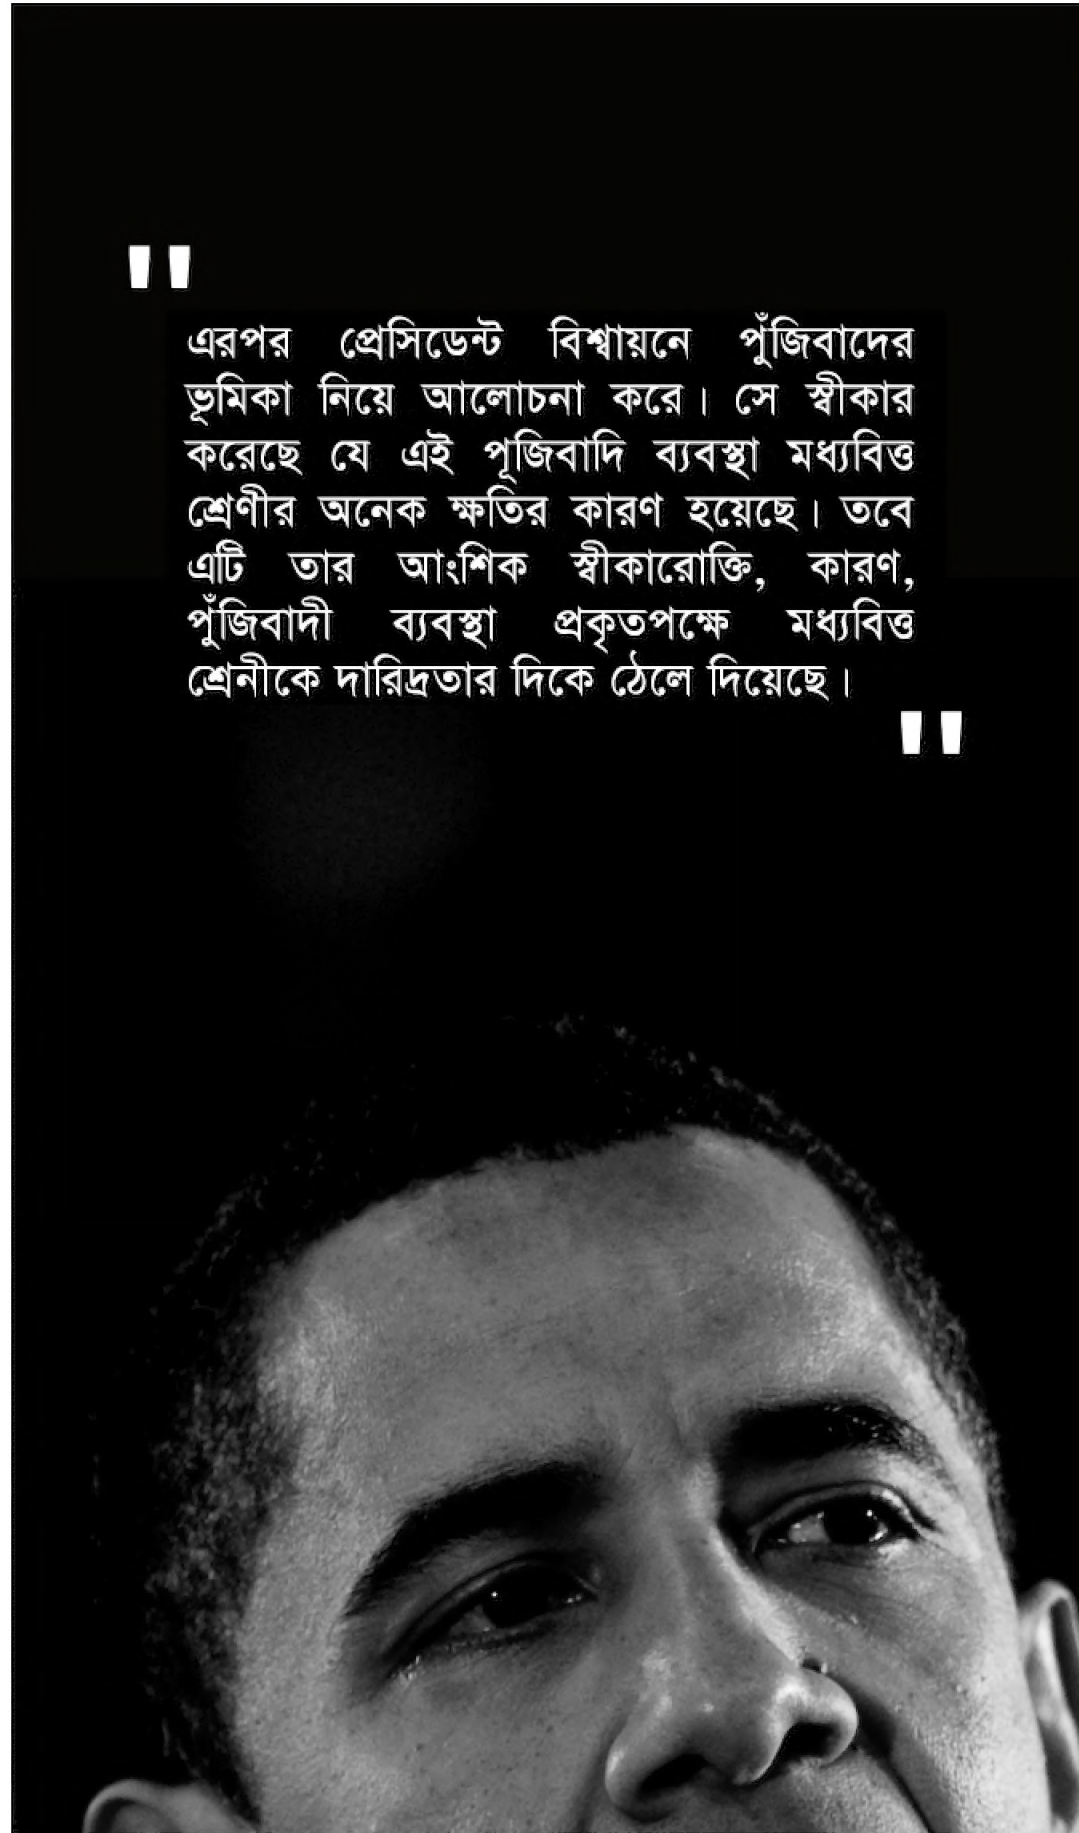 "
এরপর প্রেসিডেন্ট বিশ্বায়নে পুঁজিবাদের
ভূমিকা নিয়ে আলোচনা করে। সে স্বীকার
করেছে যে এই পূজিবাদি ব্যবস্থা মধ্যবিত্ত
শ্রেণীর অনেক ক্ষতির কারণ হয়েছে। তবে
এটি তার আংশিক স্বীকারোক্তি, কারণ,
পুঁজিবাদী ব্যবস্থা প্রকৃতপক্ষে মধ্যবিত্ত
শ্রেনীকে দারিদ্রতার দিকে ঠেলে দিয়েছে।
"